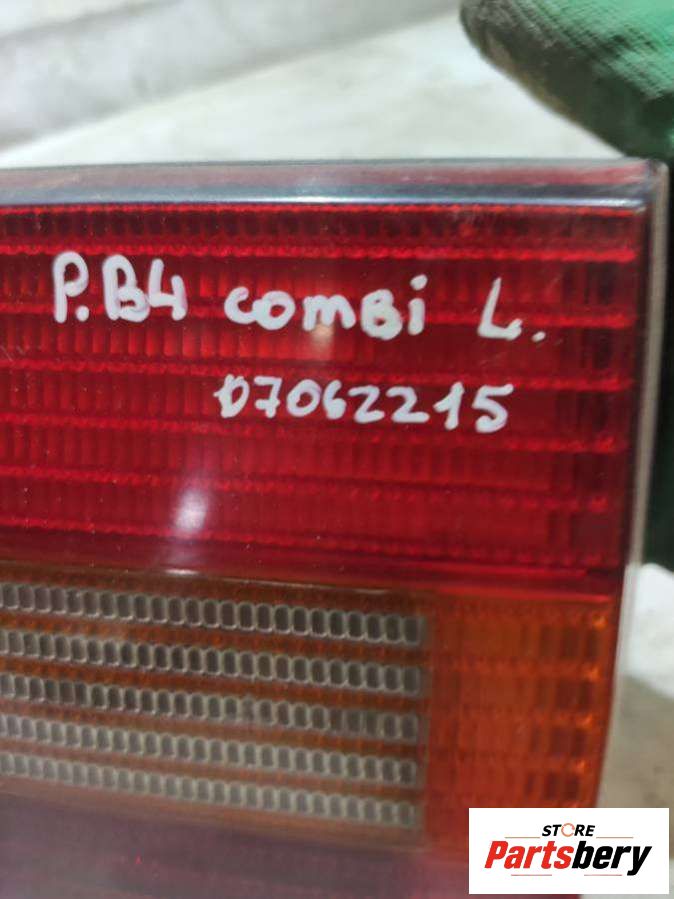 P.B4 combi L.
07062215
STORE
Partsbery